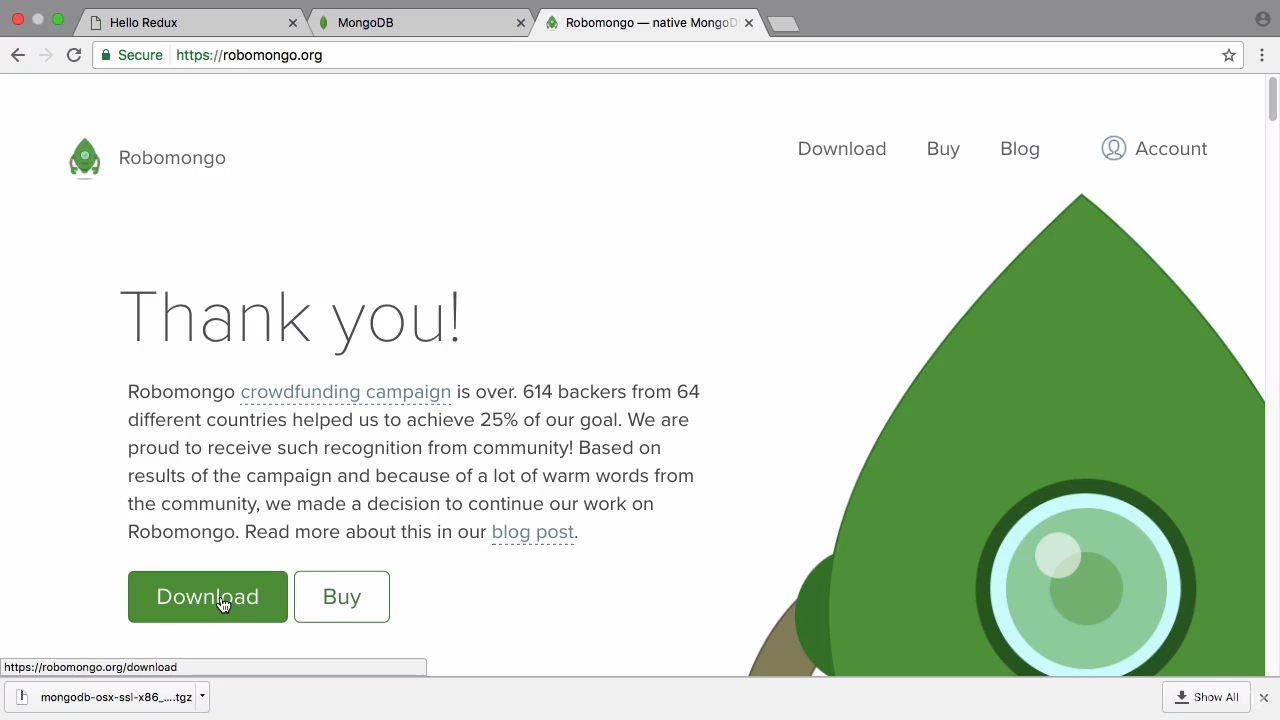 Hello Redux
MongoDB
Robomongo — native MongoD
Secure
https://robomongo.org
Robomongo
Download
Buy
Blog
Account
Thank you!
Robomongo crowdfunding campaign is over. 614 backers from 64
different countries helped us to achieve 25% of our goal. We are
proud to receive such recognition from community! Based on
results of the campaign and because of a lot of warm words from
the community, we made a decision to continue our work on
Robomongo. Read more about this in our blog post.
Download
Buy
https://robomongo.org/download
mongodb-osx-ssl-x86_....tgz
Show All